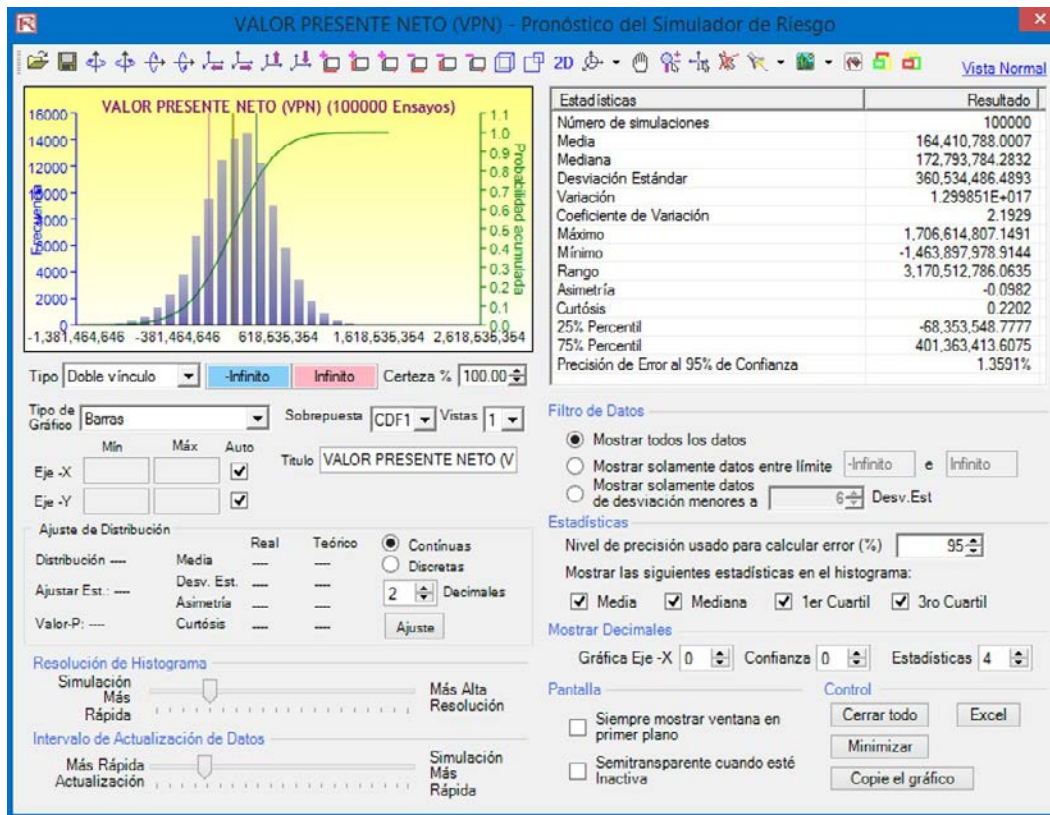 VALOR PRESENTE NETO (VPN) - Pronóstico del Simulador de Riesgo
2D
Vista Normal
VALOR PRESENTE NETO (VPN) (100000 Ensayos)
16000
14000
12000
10000
8000
6000
4000
2000
0
Frecuencia
1.1
1.0
0.9
0.8
0.7
0.6
0.5
0.4
0.3
0.2
0.1
0.0
Probabilidad acumulada
-1,381,464,646 -381,464,646 618,535,354 1,618,535,354 2,618,535,354
Tipo Doble vínculo -Infinito Infinito Certeza % 100.00
Tipo de Gráfico Barras Sobrepuesta CDF1 Vistas 1
Mín Máx Auto
Eje -X
Eje -Y
Titulo VALOR PRESENTE NETO (V
Ajuste de Distribución
Real Teórico
Distribución ---- Media ---- ----
Ajustar Est.: ---- Desv. Est. ---- ----
Asimetría ---- ----
Valor-P: ---- Curtósis ---- ----
Contínuas
Discretas
2 Decimales
Ajuste
Resolución de Histograma
Simulación Más Rápida
Más Alta Resolución
Intervalo de Actualización de Datos
Más Rápida Actualización
Simulación Más Rápida
Estadísticas Resultado
Número de simulaciones 100000
Media 164,410,788.0007
Mediana 172,793,784.2832
Desviación Estándar 360,534,486.4893
Variación 1.299851E+017
Coeficiente de Variación 2.1929
Máximo 1,706,614,807.1491
Mínimo -1,463,897,978.9144
Rango 3,170,512,786.0635
Asimetría -0.0982
Curtósis 0.2202
25% Percentil -68,353,548.7777
75% Percentil 401,363,413.6075
Precisión de Error al 95% de Confianza 1.3591%
Filtro de Datos
Mostrar todos los datos
Mostrar solamente datos entre límite -Infinito e Infinito
Mostrar solamente datos
de desviación menores a 6 Desv.Est
Estadísticas
Nivel de precisión usado para calcular error (%) 95
Mostrar las siguientes estadísticas en el histograma:
Media Mediana 1er Cuartil 3ro Cuartil
Mostrar Decimales
Gráfica Eje -X 0 Confianza 0 Estadísticas 4
Pantalla
Siempre mostrar ventana en
primer plano
Semitransparente cuando esté
Inactiva
Control
Cerrar todo Excel
Minimizar
Copie el gráfico